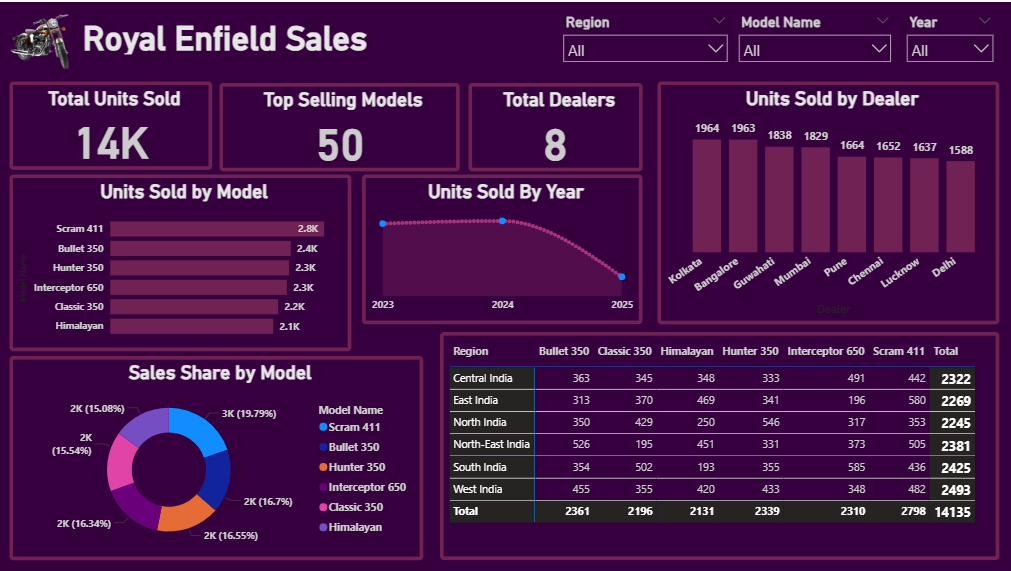 Royal Enfield Sales
Region
All
Model Name
All
Year
All
Total Units Sold
14K
Top Selling Models
50
Total Dealers
8
Units Sold by Dealer
1964
1963
1838
1829
1664
1652
1637
1588
Kolkata
Bangalore
Guwahati
Mumbai
Pune
Chennai
Lucknow
Delhi
Dealer
Units Sold by Model
Model Name
Scram 411 2.8K
Bullet 350 2.4K
Hunter 350 2.3K
Interceptor 650 2.3K
Classic 350 2.2K
Himalayan 2.1K
Units Sold By Year
2023 2024 2025
Sales Share by Model
2K (15.08%)
3K (19.79%)
2K
(15.54%)
2K (16.7%)
2K (16.34%)
2K (16.55%)
Model Name
Scram 411
Bullet 350
Hunter 350
Interceptor 650
Classic 350
Himalayan
Region Bullet 350 Classic 350 Himalayan Hunter 350 Interceptor 650 Scram 411 Total
Central India 363 345 348 333 491 442 2322
East India 313 370 469 341 196 580 2269
North India 350 429 250 546 317 353 2245
North-East India 526 195 451 331 373 505 2381
South India 354 502 193 355 585 436 2425
West India 455 355 420 433 348 482 2493
Total 2361 2196 2131 2339 2310 2798 14135